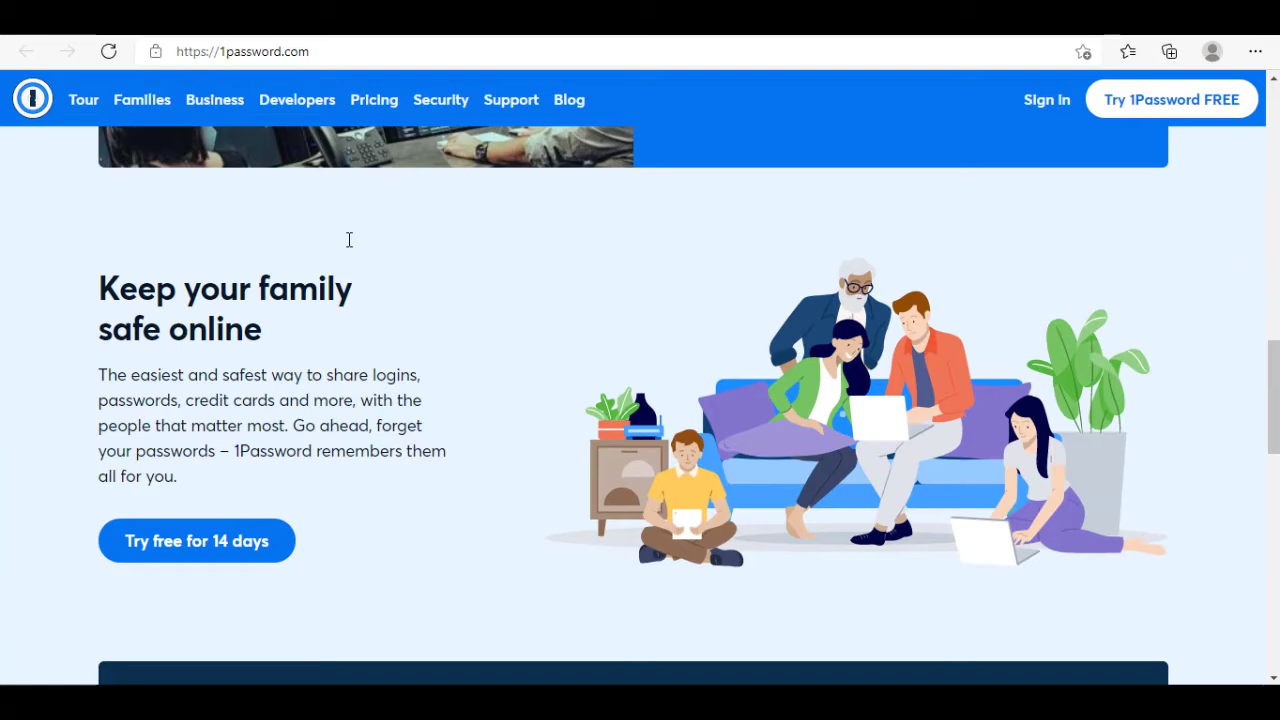 https://1password.com
Tour Families Business Developers Pricing Security Support Blog Sign In Try 1Password FREE
Keep your family
safe online
The easiest and safest way to share logins,
passwords, credit cards and more, with the
people that matter most. Go ahead, forget
your passwords – 1Password remembers them
all for you.
Try free for 14 days